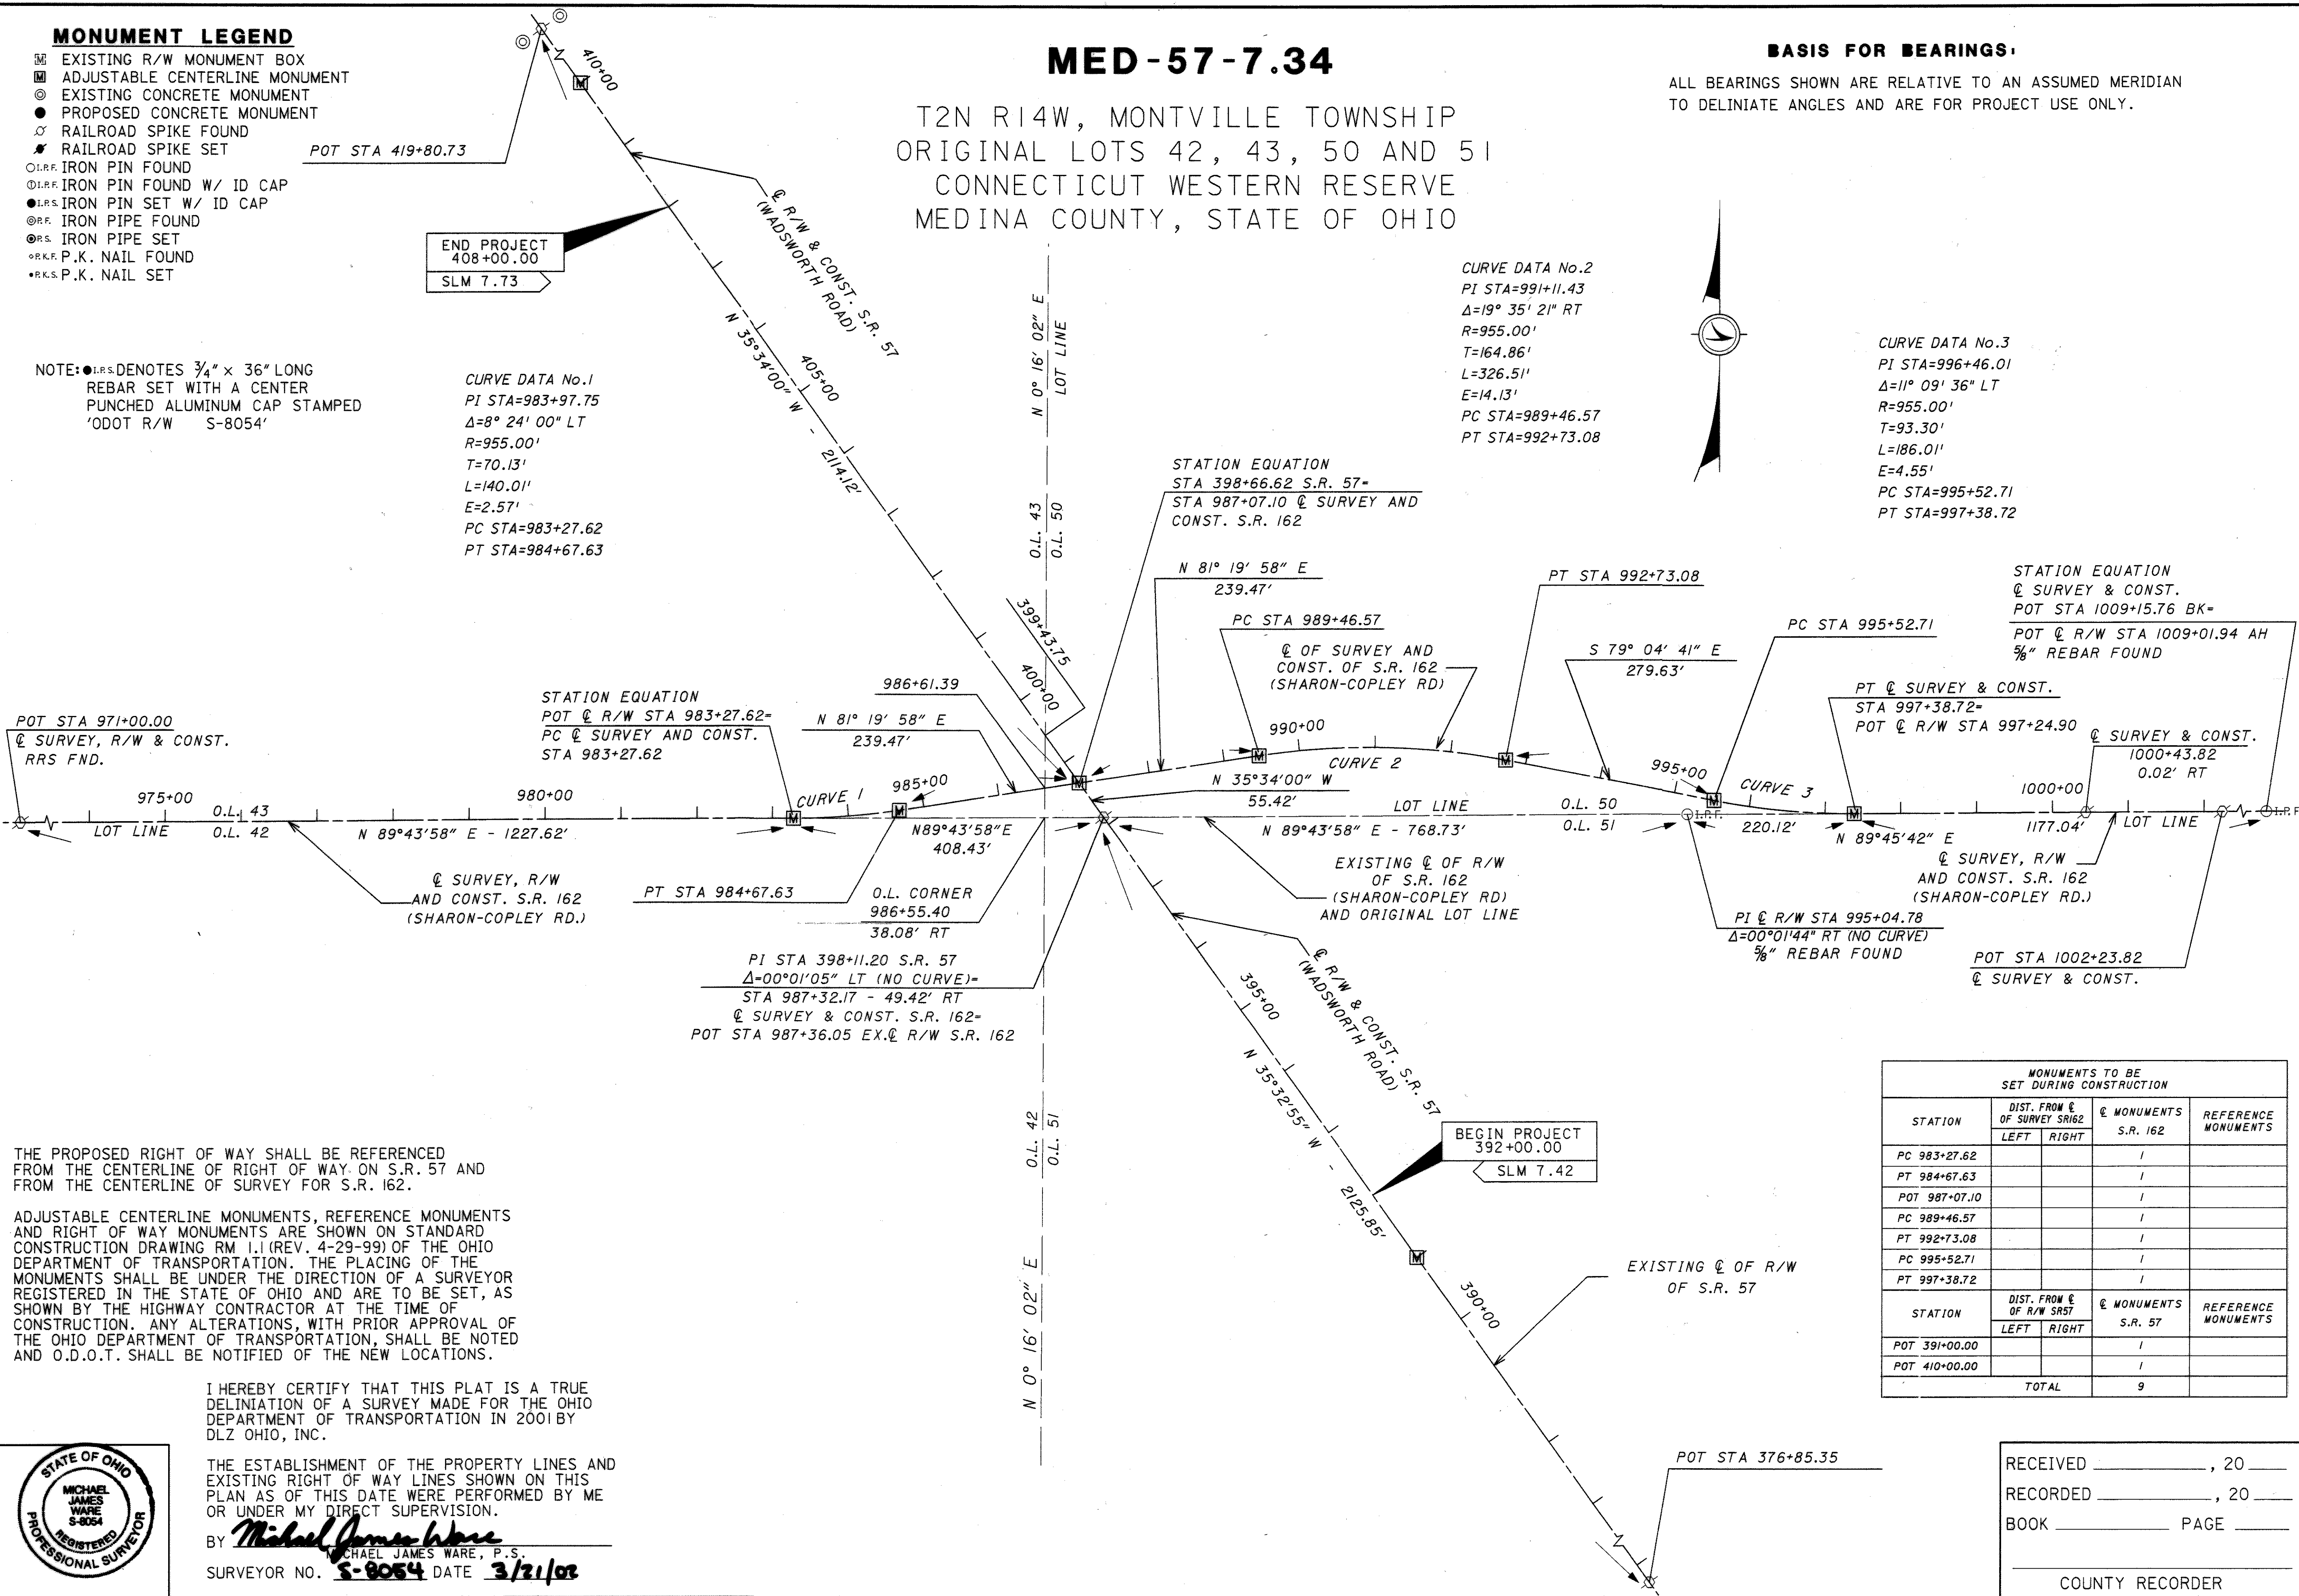 MED-57-7.34
T2N R14W, MONTVILLE TOWNSHIP
ORIGINAL LOTS 42, 43, 50 AND 51
CONNECTICUT WESTERN RESERVE
MEDINA COUNTY, STATE OF OHIO
BASIS FOR BEARINGS:
ALL BEARINGS SHOWN ARE RELATIVE TO AN ASSUMED MERIDIAN
TO DELINIATE ANGLES AND ARE FOR PROJECT USE ONLY.
MONUMENT LEGEND
M EXISTING R/W MONUMENT BOX
M ADJUSTABLE CENTERLINE MONUMENT
EXISTING CONCRETE MONUMENT
PROPOSED CONCRETE MONUMENT
RAILROAD SPIKE FOUND
RAILROAD SPIKE SET
I.P.F. IRON PIN FOUND
I.P.F. IRON PIN FOUND W/ ID CAP
I.P.S. IRON PIN SET W/ ID CAP
P.F. IRON PIPE FOUND
P.S. IRON PIPE SET
P.K.F. P.K. NAIL FOUND
P.K.S. P.K. NAIL SET
NOTE: ●I.P.S. DENOTES 3/4" x 36" LONG
REBAR SET WITH A CENTER
PUNCHED ALUMINUM CAP STAMPED
'ODOT R/W S-8054'
POT STA 419+80.73
410+00
END PROJECT
408+00.00
SLM 7.73
℄ R/W & CONST. S.R. 57
(WADSWORTH ROAD)
405+00
N 35°34'00" W - 2114.12'
N 0° 16' 02" E
LOT LINE
O.L. 43
O.L. 50
CURVE DATA No.1
PI STA=983+97.75
Δ=8° 24' 00" LT
R=955.00'
T=70.13'
L=140.01'
E=2.57'
PC STA=983+27.62
PT STA=984+67.63
CURVE DATA No.2
PI STA=991+11.43
Δ=19° 35' 21" RT
R=955.00'
T=164.86'
L=326.51'
E=14.13'
PC STA=989+46.57
PT STA=992+73.08
CURVE DATA No.3
PI STA=996+46.01
Δ=11° 09' 36" LT
R=955.00'
T=93.30'
L=186.01'
E=4.55'
PC STA=995+52.71
PT STA=997+38.72
STATION EQUATION
STA 398+66.62 S.R. 57=
STA 987+07.10 ℄ SURVEY AND
CONST. S.R. 162
N 81° 19' 58" E
239.47'
PT STA 992+73.08
PC STA 989+46.57
℄ OF SURVEY AND
CONST. OF S.R. 162
(SHARON-COPLEY RD)
S 79° 04' 41" E
279.63'
PC STA 995+52.71
STATION EQUATION
℄ SURVEY & CONST.
POT STA 1009+15.76 BK=
POT ℄ R/W STA 1009+01.94 AH
5/8" REBAR FOUND
PT ℄ SURVEY & CONST.
STA 997+38.72=
POT ℄ R/W STA 997+24.90
℄ SURVEY & CONST.
1000+43.82
0.02' RT
399+43.75
400+00
986+61.39
N 81° 19' 58" E
239.47'
STATION EQUATION
POT ℄ R/W STA 983+27.62=
PC ℄ SURVEY AND CONST.
STA 983+27.62
POT STA 971+00.00
℄ SURVEY, R/W & CONST.
RRS FND.
975+00
O.L. 43
980+00
CURVE 1
985+00
990+00
CURVE 2
995+00
CURVE 3
1000+00
N 35°34'00" W
55.42'
LOT LINE
O.L. 42
N 89°43'58" E - 1227.62'
N89°43'58"E
408.43'
LOT LINE
O.L. 50
O.L. 51
N 89°43'58" E - 768.73'
I.P.F.
220.12'
N 89°45'42" E
1177.04'
LOT LINE
I.P.F.
℄ SURVEY, R/W
AND CONST. S.R. 162
(SHARON-COPLEY RD.)
PT STA 984+67.63
O.L. CORNER
986+55.40
38.08' RT
EXISTING ℄ OF R/W
OF S.R. 162
(SHARON-COPLEY RD)
AND ORIGINAL LOT LINE
℄ SURVEY, R/W
AND CONST. S.R. 162
(SHARON-COPLEY RD.)
PI ℄ R/W STA 995+04.78
Δ=00°01'44" RT (NO CURVE)
5/8" REBAR FOUND
POT STA 1002+23.82
℄ SURVEY & CONST.
PI STA 398+11.20 S.R. 57
Δ=00°01'05" LT (NO CURVE)=
STA 987+32.17 - 49.42' RT
℄ SURVEY & CONST. S.R. 162=
POT STA 987+36.05 EX.℄ R/W S.R. 162
395+00
℄ R/W & CONST. S.R. 57
(WADSWORTH ROAD)
N 35°32'55" W - 2125.85'
O.L. 42
O.L. 51
N 0° 16' 02" E
BEGIN PROJECT
392+00.00
SLM 7.42
390+00
EXISTING ℄ OF R/W
OF S.R. 57
POT STA 376+85.35
THE PROPOSED RIGHT OF WAY SHALL BE REFERENCED
FROM THE CENTERLINE OF RIGHT OF WAY ON S.R. 57 AND
FROM THE CENTERLINE OF SURVEY FOR S.R. 162.
ADJUSTABLE CENTERLINE MONUMENTS, REFERENCE MONUMENTS
AND RIGHT OF WAY MONUMENTS ARE SHOWN ON STANDARD
CONSTRUCTION DRAWING RM 1.1 (REV. 4-29-99) OF THE OHIO
DEPARTMENT OF TRANSPORTATION. THE PLACING OF THE
MONUMENTS SHALL BE UNDER THE DIRECTION OF A SURVEYOR
REGISTERED IN THE STATE OF OHIO AND ARE TO BE SET, AS
SHOWN BY THE HIGHWAY CONTRACTOR AT THE TIME OF
CONSTRUCTION. ANY ALTERATIONS, WITH PRIOR APPROVAL OF
THE OHIO DEPARTMENT OF TRANSPORTATION, SHALL BE NOTED
AND O.D.O.T. SHALL BE NOTIFIED OF THE NEW LOCATIONS.
I HEREBY CERTIFY THAT THIS PLAT IS A TRUE
DELINIATION OF A SURVEY MADE FOR THE OHIO
DEPARTMENT OF TRANSPORTATION IN 2001 BY
DLZ OHIO, INC.
THE ESTABLISHMENT OF THE PROPERTY LINES AND
EXISTING RIGHT OF WAY LINES SHOWN ON THIS
PLAN AS OF THIS DATE WERE PERFORMED BY ME
OR UNDER MY DIRECT SUPERVISION.
BY Michael James Ware
MICHAEL JAMES WARE, P.S.
SURVEYOR NO. S-8054 DATE 3/21/02
STATE OF OHIO
MICHAEL
JAMES
WARE
S-8054
REGISTERED
PROFESSIONAL SURVEYOR
MONUMENTS TO BE
SET DURING CONSTRUCTION
STATION DIST. FROM ℄ OF SURVEY SR162 ℄ MONUMENTS S.R. 162 REFERENCE MONUMENTS
LEFT RIGHT
PC 983+27.62 1
PT 984+67.63 1
POT 987+07.10 1
PC 989+46.57 1
PT 992+73.08 1
PC 995+52.71 1
PT 997+38.72 1
STATION DIST. FROM ℄ OF R/W SR57 ℄ MONUMENTS S.R. 57 REFERENCE MONUMENTS
LEFT RIGHT
POT 391+00.00 1
POT 410+00.00 1
TOTAL 9
RECEIVED , 20
RECORDED , 20
BOOK PAGE
COUNTY RECORDER